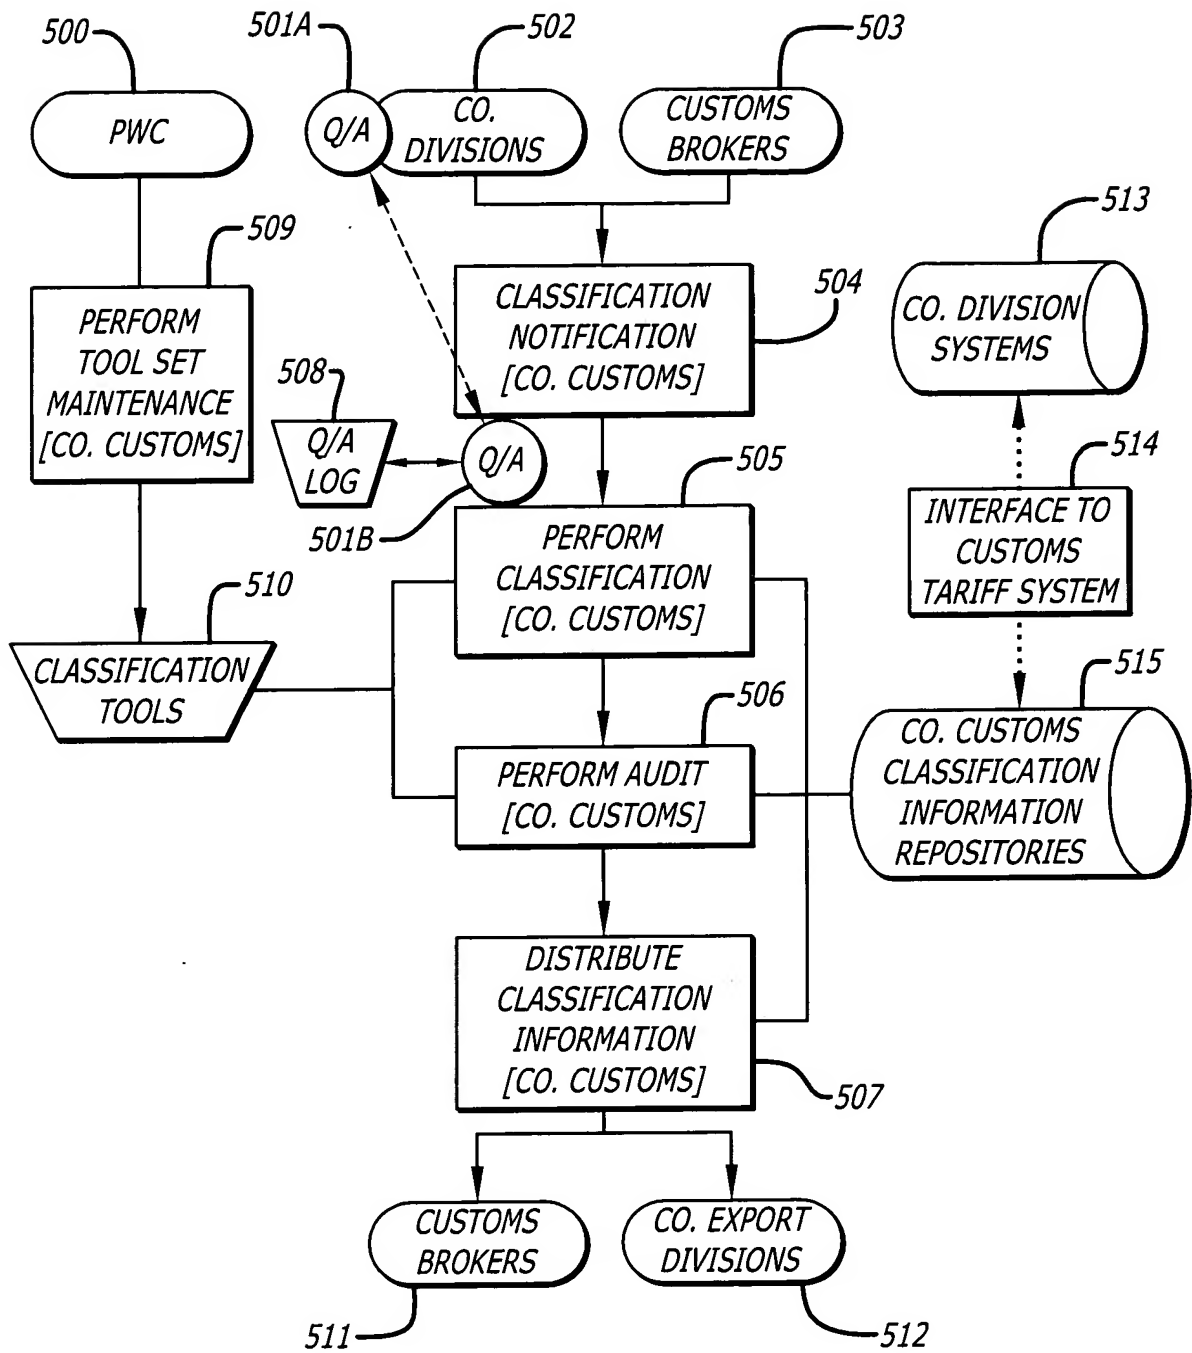 500
501A
502
503
PWC
Q/A
CO.
DIVISIONS
CUSTOMS
BROKERS
509
513
PERFORM
TOOL SET
MAINTENANCE
[CO. CUSTOMS]
CLASSIFICATION
NOTIFICATION
[CO. CUSTOMS]
504
CO. DIVISION
SYSTEMS
508
Q/A
LOG
Q/A
501B
505
514
PERFORM
CLASSIFICATION
[CO. CUSTOMS]
INTERFACE TO
CUSTOMS
TARIFF SYSTEM
510
CLASSIFICATION
TOOLS
506
515
PERFORM AUDIT
[CO. CUSTOMS]
CO. CUSTOMS
CLASSIFICATION
INFORMATION
REPOSITORIES
DISTRIBUTE
CLASSIFICATION
INFORMATION
[CO. CUSTOMS]
507
CUSTOMS
BROKERS
CO. EXPORT
DIVISIONS
511
512